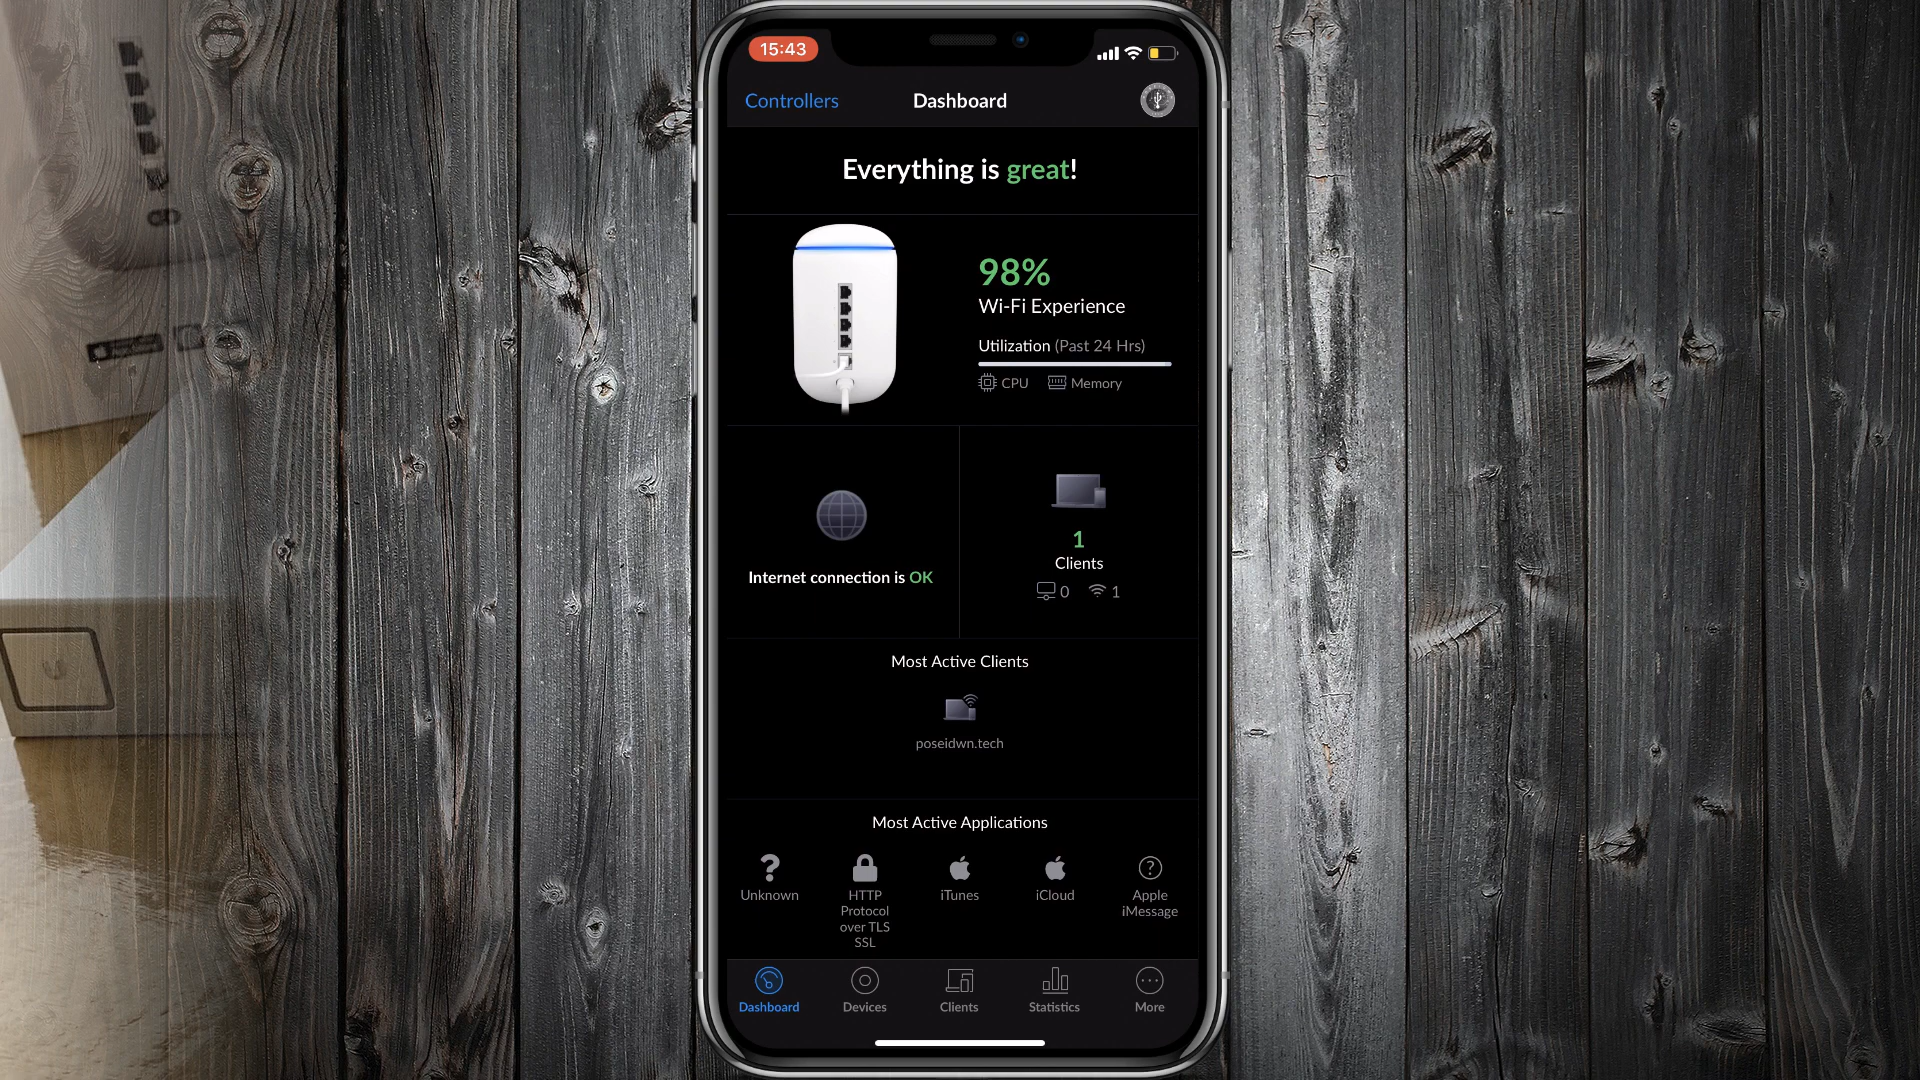 15:43
Controllers
Dashboard
Everything is great!
98%
Wi-Fi Experience
Utilization (Past 24 Hrs)
CPU
Memory
Internet connection is OK
1
Clients
0
1
Most Active Clients
poseidwn.tech
Most Active Applications
Unknown
HTTP
Protocol
over TLS
SSL
iTunes
iCloud
Apple
iMessage
Dashboard
Devices
Clients
Statistics
More